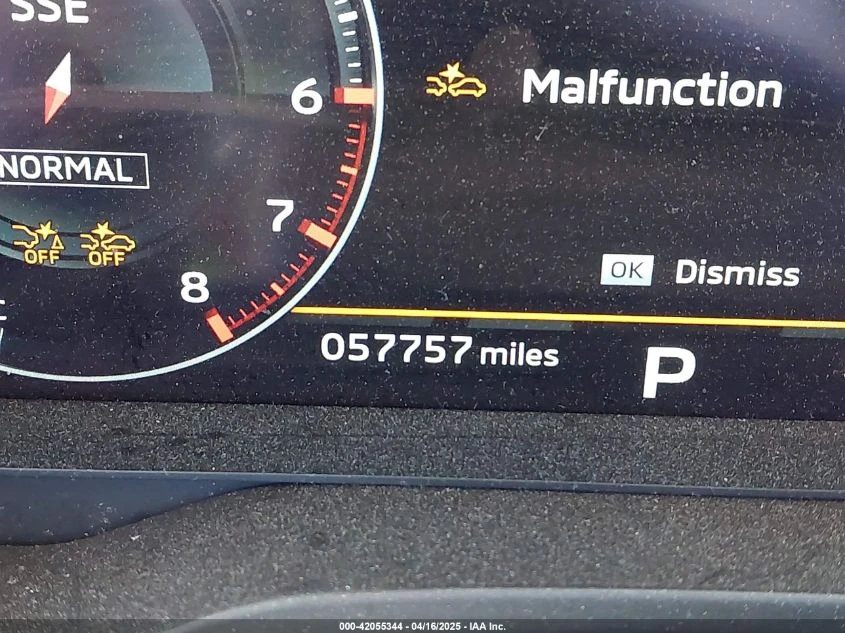 SSE
6
Malfunction
NORMAL
7
OFF OFF
8
OK Dismiss
057757 miles
P
000-42055344 - 04/16/2025 - IAA Inc.